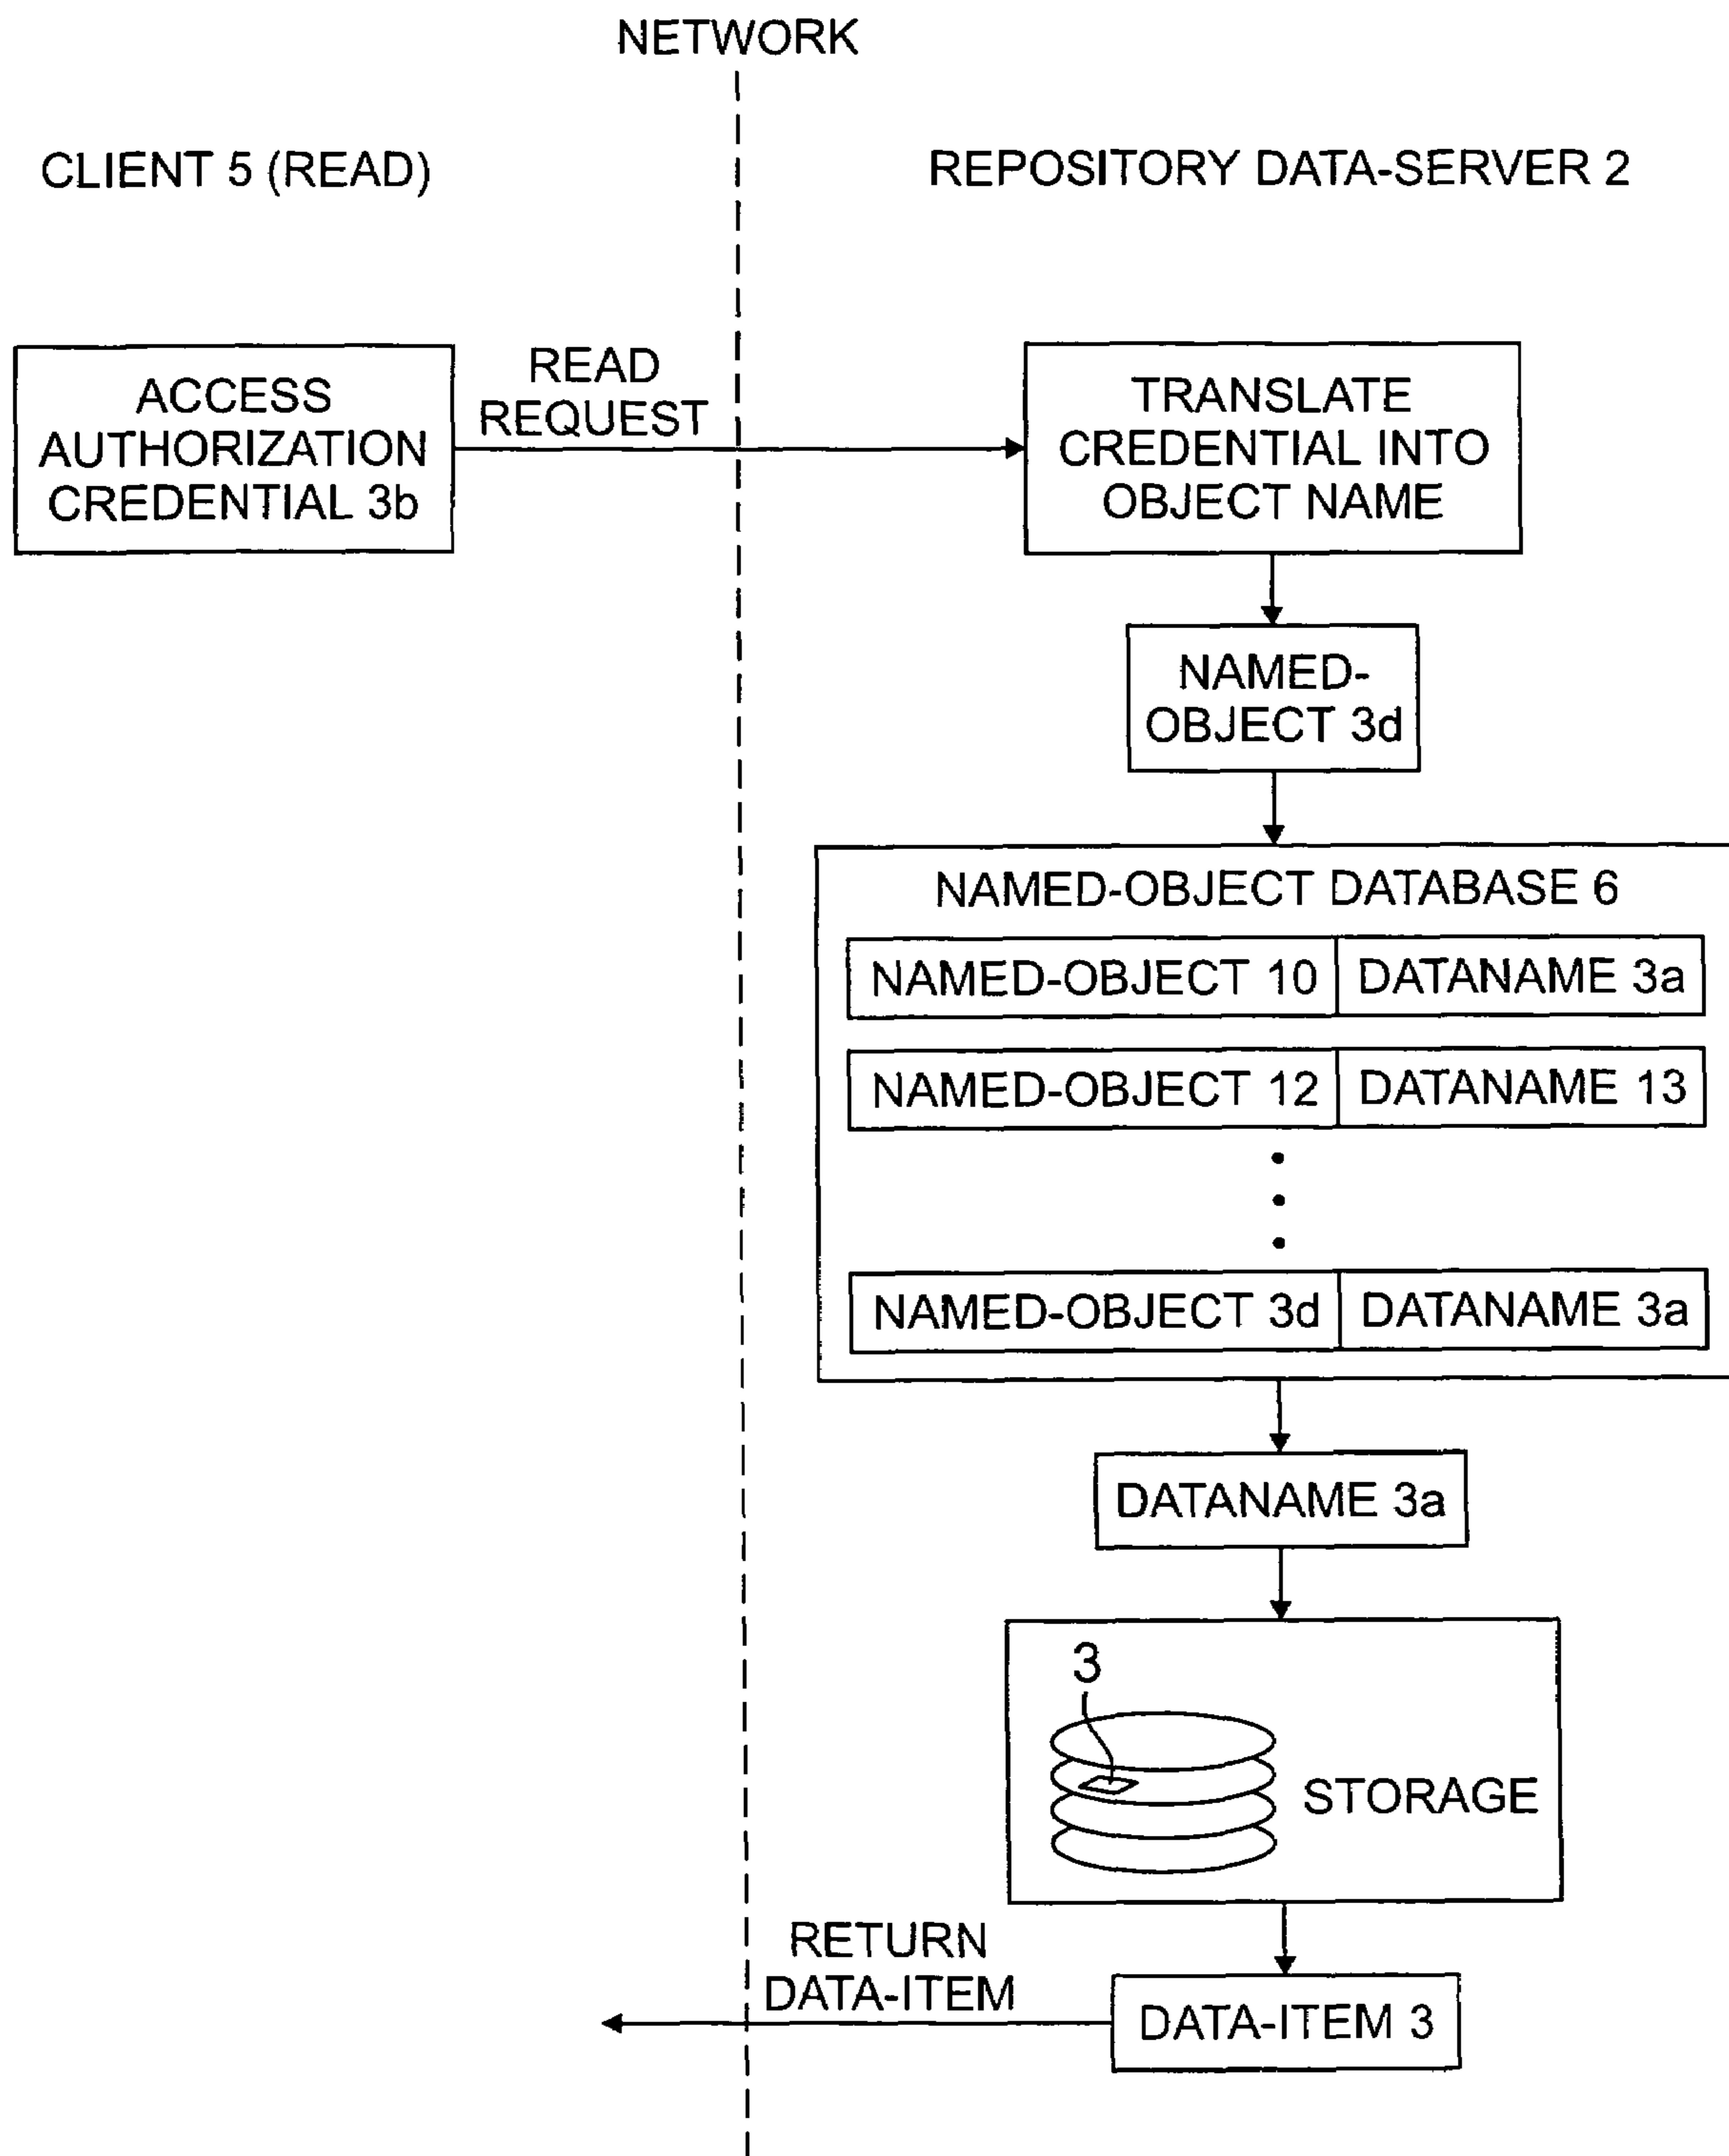 NETWORK
CLIENT 5 (READ)
REPOSITORY DATA-SERVER 2
ACCESS
AUTHORIZATION
CREDENTIAL 3b
READ
REQUEST
TRANSLATE
CREDENTIAL INTO
OBJECT NAME
NAMED-
OBJECT 3d
NAMED-OBJECT DATABASE 6
NAMED-OBJECT 10 DATANAME 3a
NAMED-OBJECT 12 DATANAME 13
NAMED-OBJECT 3d DATANAME 3a
DATANAME 3a
3
STORAGE
RETURN
DATA-ITEM
DATA-ITEM 3